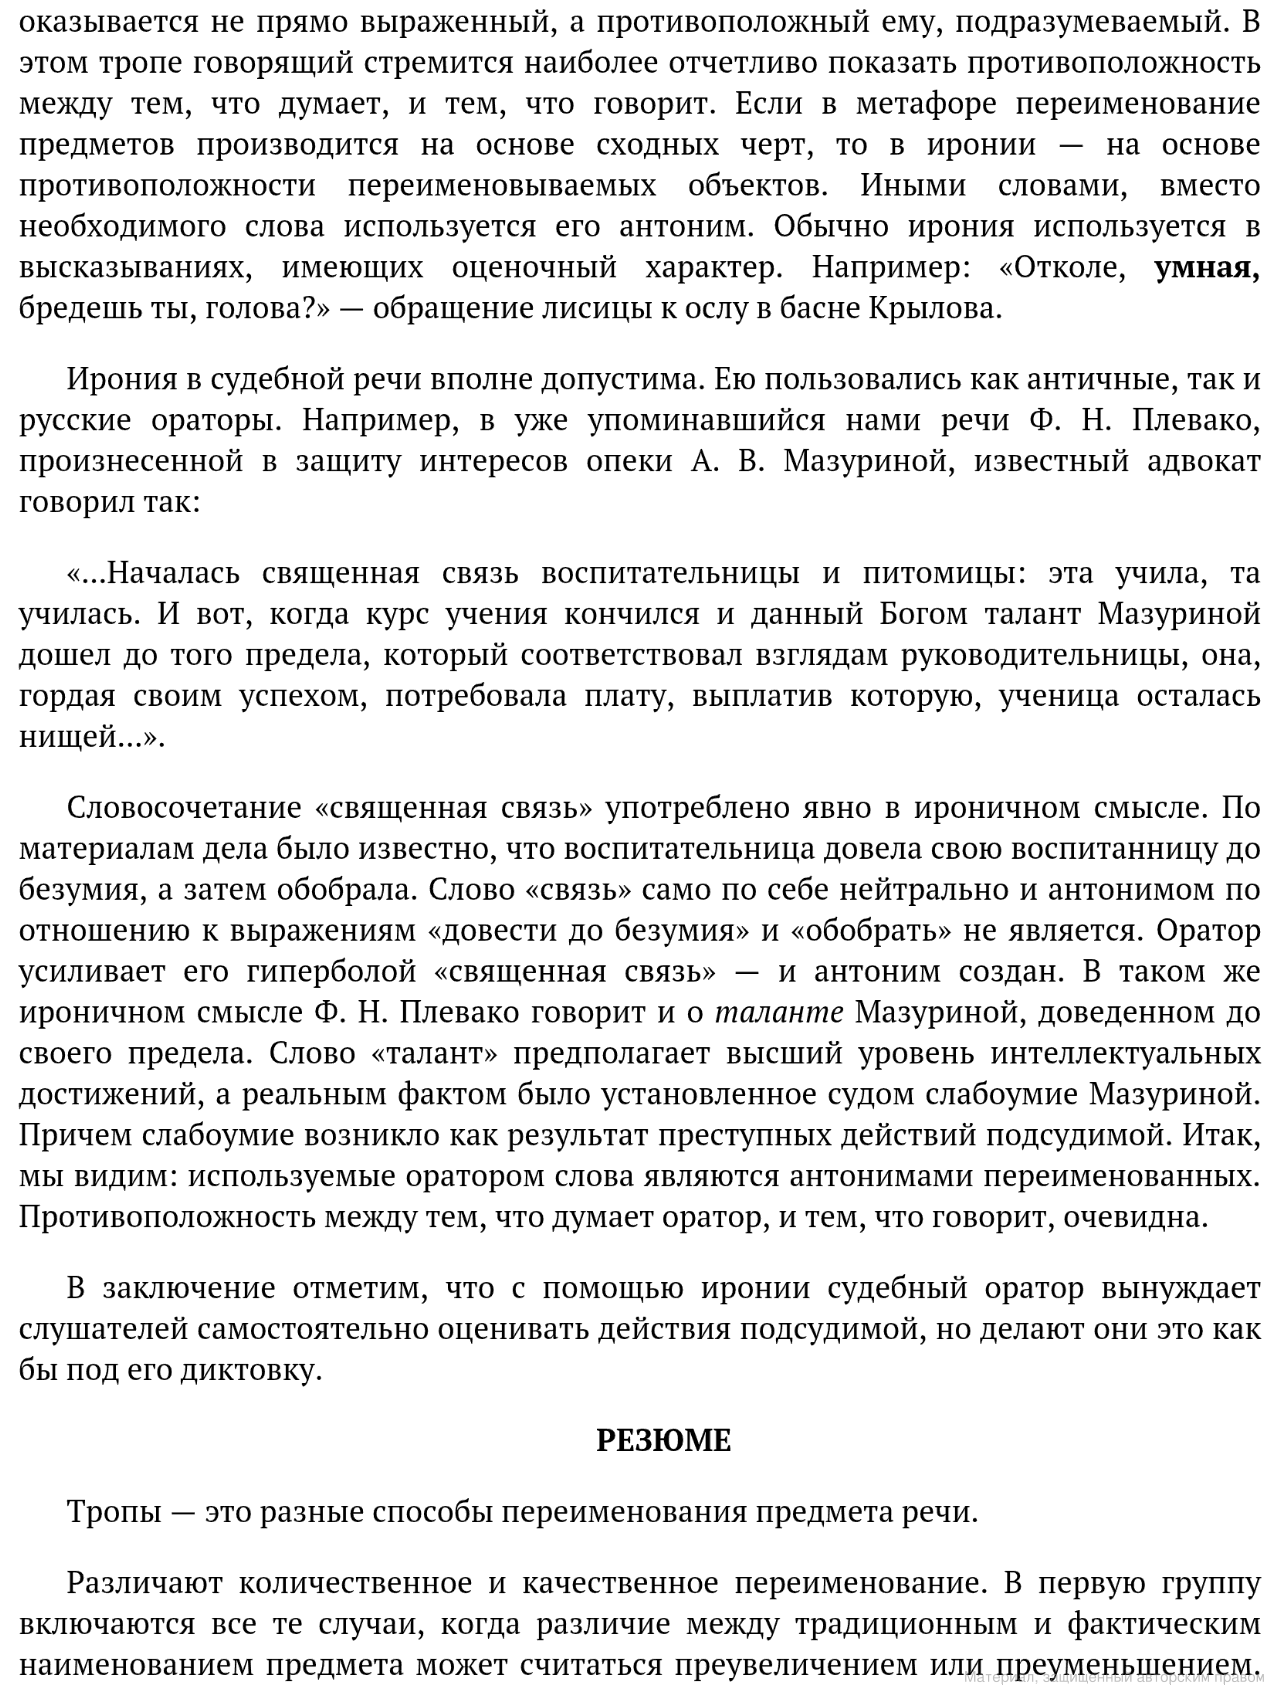 оказывается не прямо выраженный, а противоположный ему, подразумеваемый. В
этом тропе говорящий стремится наиболее отчетливо показать противоположность
между тем, что думает, и тем, что говорит. Если в метафоре переименование
предметов производится на основе сходных черт, то в иронии — на основе
противоположности переименовываемых объектов. Иными словами, вместо
необходимого слова используется его антоним. Обычно ирония используется в
высказываниях, имеющих оценочный характер. Например: «Отколе, умная,
бредешь ты, голова?» — обращение лисицы к ослу в басне Крылова.
Ирония в судебной речи вполне допустима. Ею пользовались как античные, так и
русские ораторы. Например, в уже упоминавшийся нами речи Ф. Н. Плевако,
произнесенной в защиту интересов опеки А. В. Мазуриной, известный адвокат
говорил так:
«...Началась священная связь воспитательницы и питомицы: эта учила, та
училась. И вот, когда курс учения кончился и данный Богом талант Мазуриной
дошел до того предела, который соответствовал взглядам руководительницы, она,
гордая своим успехом, потребовала плату, выплатив которую, ученица осталась
нищей...».
Словосочетание «священная связь» употреблено явно в ироничном смысле. По
материалам дела было известно, что воспитательница довела свою воспитанницу до
безумия, а затем обобрала. Слово «связь» само по себе нейтрально и антонимом по
отношению к выражениям «довести до безумия» и «обобрать» не является. Оратор
усиливает его гиперболой «священная связь» — и антоним создан. В таком же
ироничном смысле Ф. Н. Плевако говорит и о таланте Мазуриной, доведенном до
своего предела. Слово «талант» предполагает высший уровень интеллектуальных
достижений, а реальным фактом было установленное судом слабоумие Мазуриной.
Причем слабоумие возникло как результат преступных действий подсудимой. Итак,
мы видим: используемые оратором слова являются антонимами переименованных.
Противоположность между тем, что думает оратор, и тем, что говорит, очевидна.
В заключение отметим, что с помощью иронии судебный оратор вынуждает
слушателей самостоятельно оценивать действия подсудимой, но делают они это как
бы под его диктовку.
РЕЗЮМЕ
Тропы — это разные способы переименования предмета речи.
Различают количественное и качественное переименование. В первую группу
включаются все те случаи, когда различие между традиционным и фактическим
наименованием предмета может считаться преувеличением или преуменьшением.
Материал, защищенный авторским правом